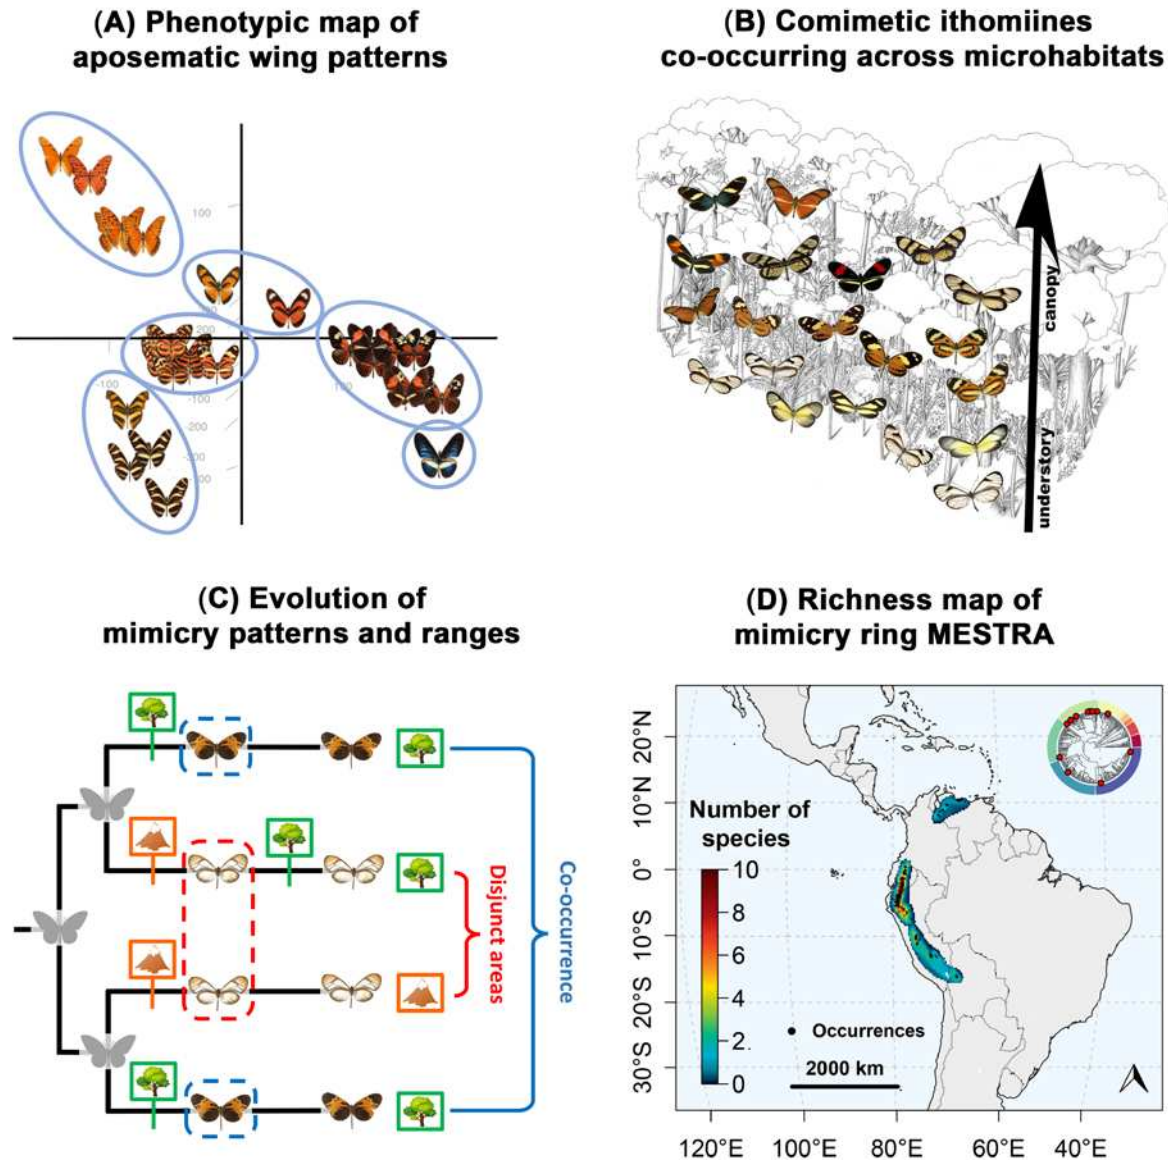 (A) Phenotypic map of
aposematic wing patterns
100
200
100
-100
-100
-200
-300
(B) Comimetic ithomiines
co-occurring across microhabitats
canopy
understory
(C) Evolution of
mimicry patterns and ranges
Disjunct areas
Co-occurrence
(D) Richness map of
mimicry ring MESTRA
20°N
10°N
0°
10°S
20°S
30°S
Number of
species
10
8
6
4
2
0
Occurrences
2000 km
120°W
100°W
80°W
60°W
40°W